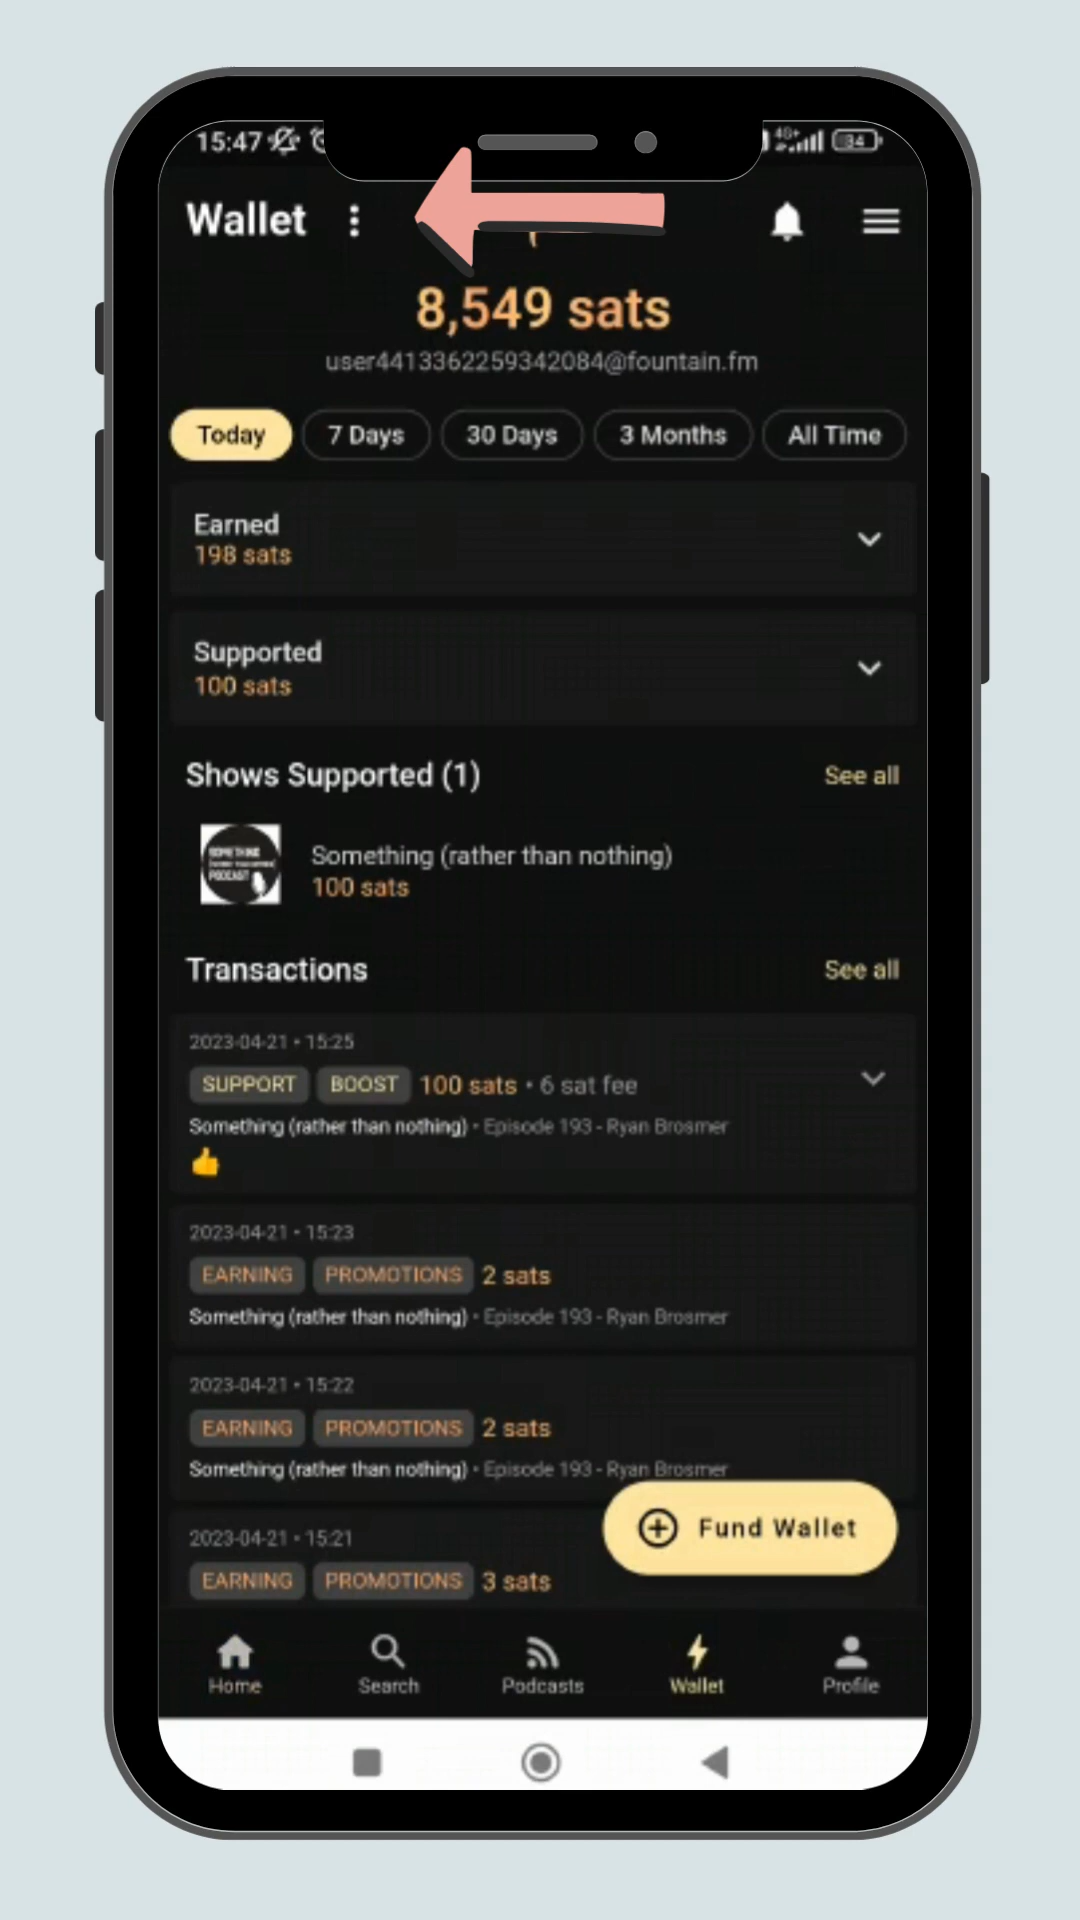 15:47 4G+ 34
Wallet
8,549 sats
user4413362259342084@fountain.fm
Today 7 Days 30 Days 3 Months All Time
Earned
198 sats
Supported
100 sats
Shows Supported (1) See all
SOMETHING
PODCAST
Something (rather than nothing)
100 sats
Transactions See all
2023-04-21 • 15:25
SUPPORT BOOST 100 sats • 6 sat fee
Something (rather than nothing) • Episode 193 - Ryan Brosmer
👍
2023-04-21 • 15:23
EARNING PROMOTIONS 2 sats
Something (rather than nothing) • Episode 193 - Ryan Brosmer
2023-04-21 • 15:22
EARNING PROMOTIONS 2 sats
Something (rather than nothing) • Episode 193 - Ryan Brosmer
2023-04-21 • 15:21
EARNING PROMOTIONS 3 sats
Fund Wallet
Home Search Podcasts Wallet Profile